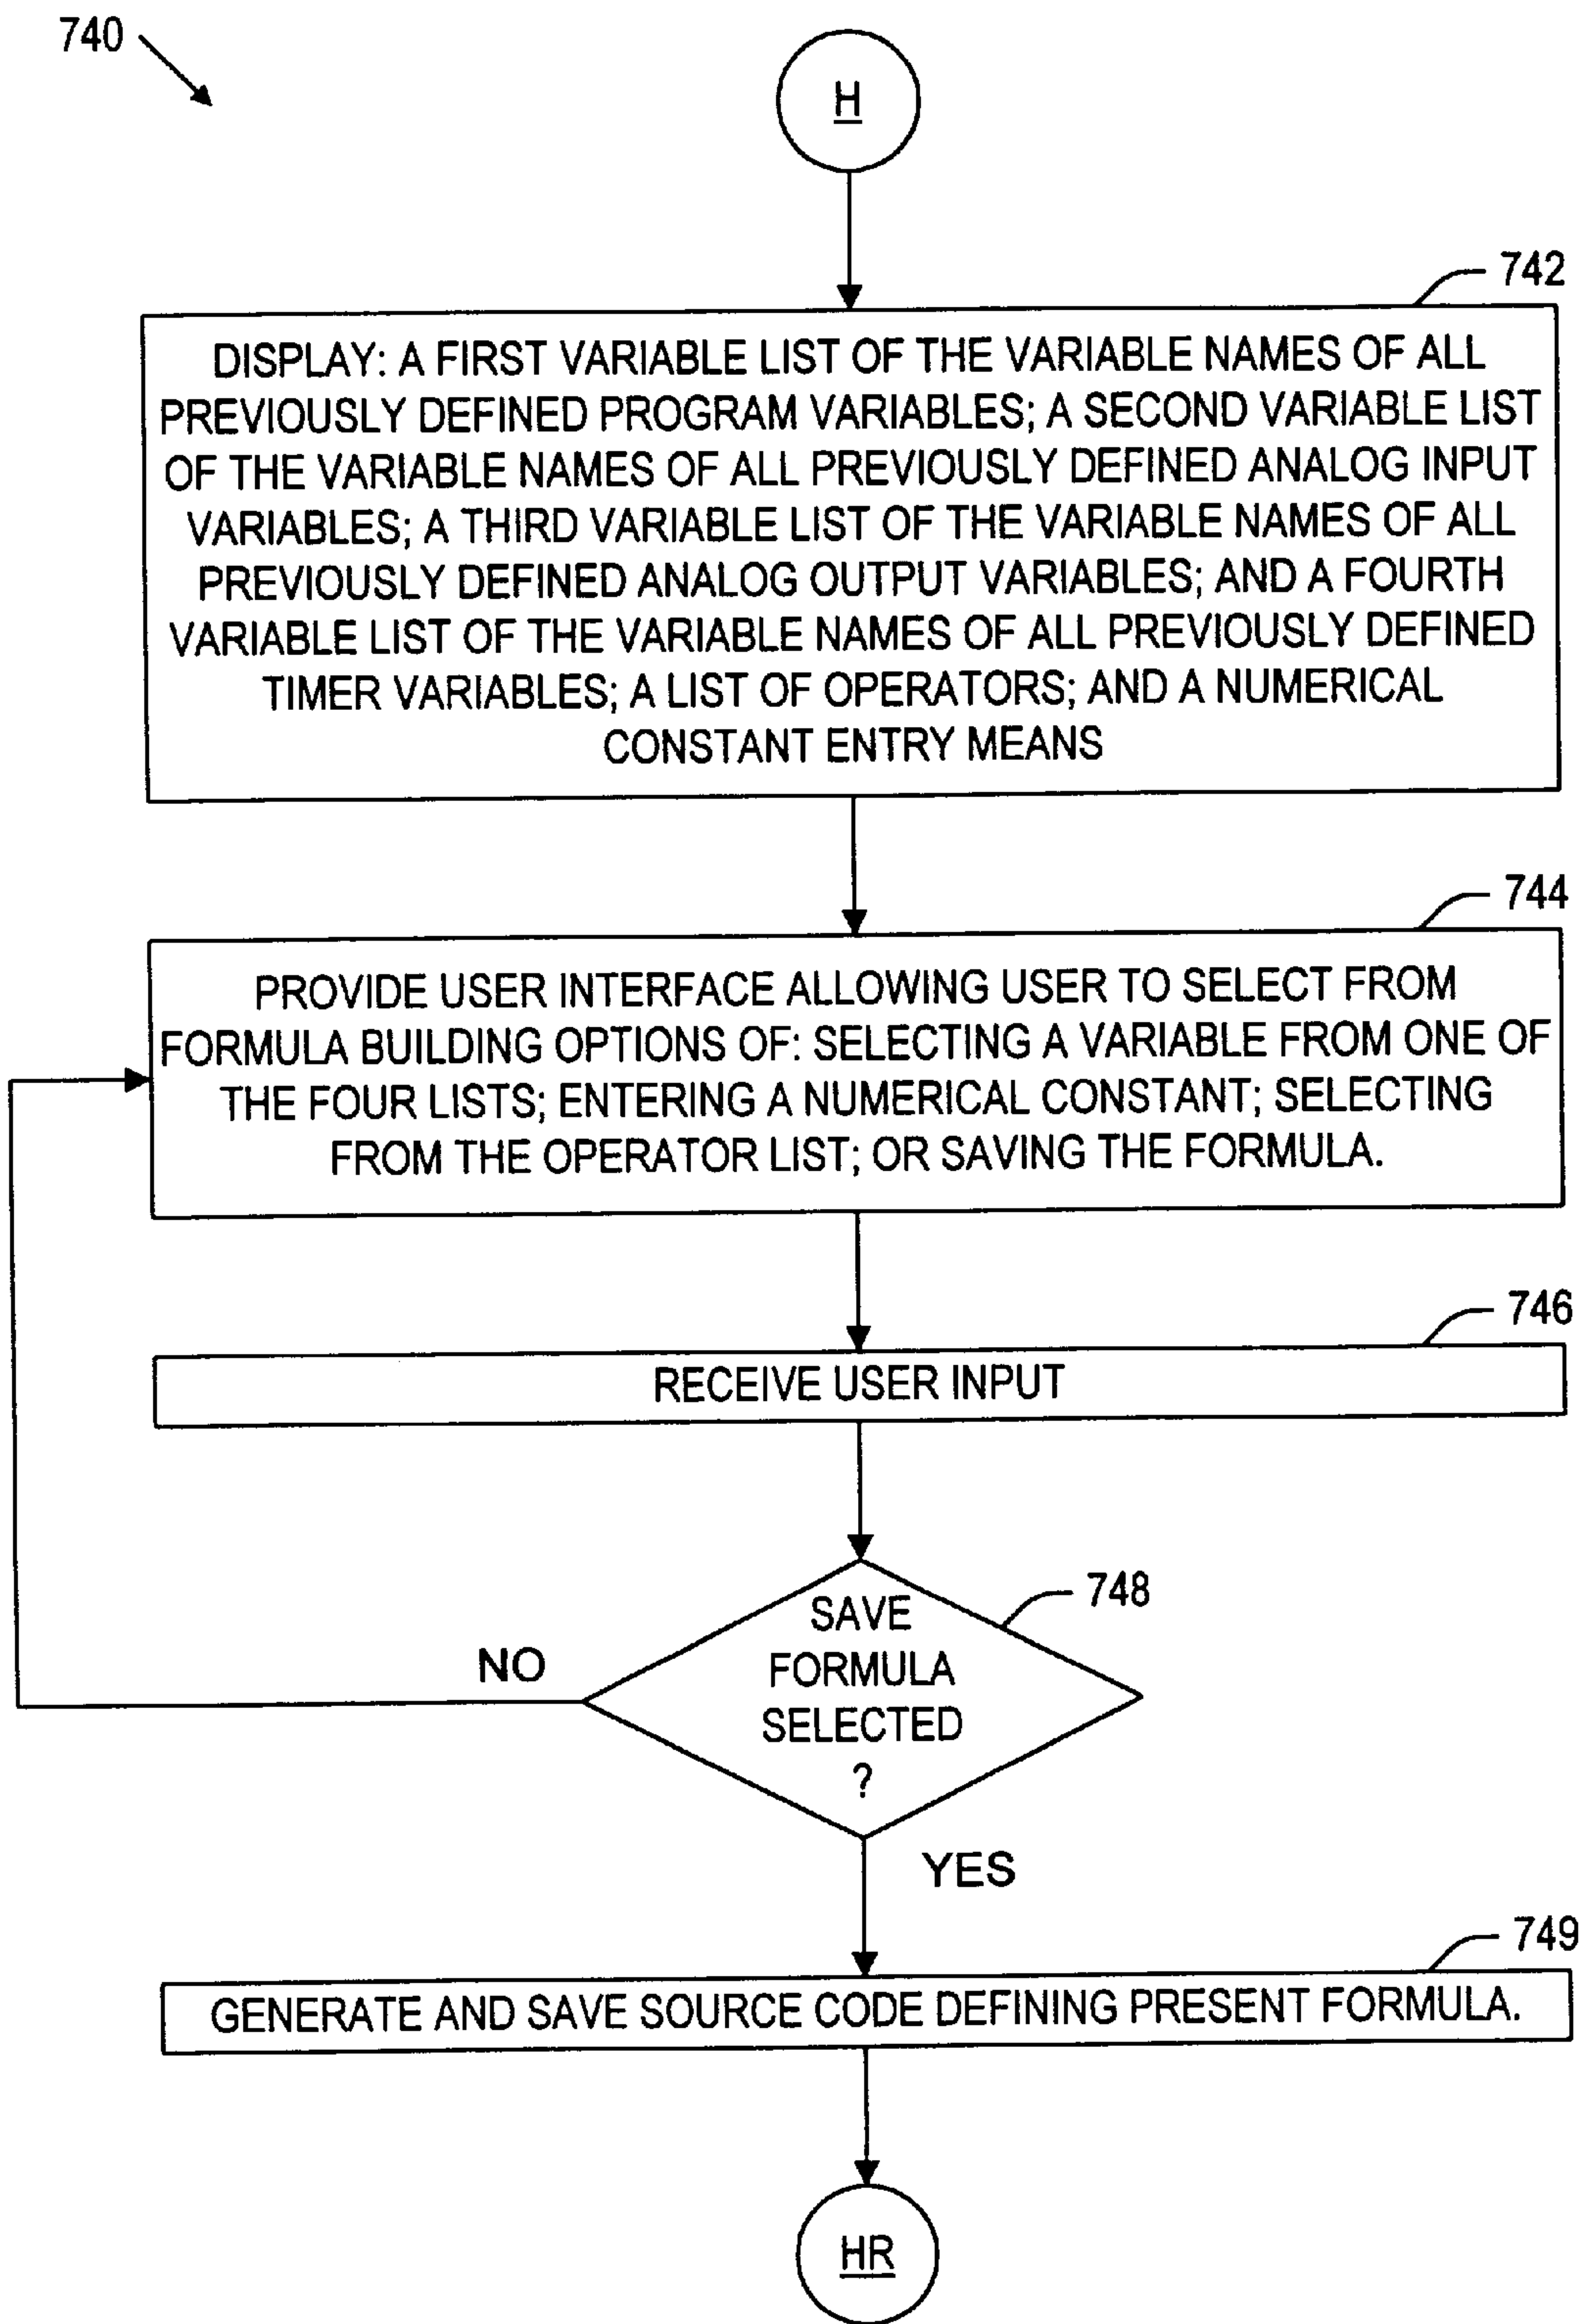 740
H
742
DISPLAY: A FIRST VARIABLE LIST OF THE VARIABLE NAMES OF ALL
PREVIOUSLY DEFINED PROGRAM VARIABLES; A SECOND VARIABLE LIST
OF THE VARIABLE NAMES OF ALL PREVIOUSLY DEFINED ANALOG INPUT
VARIABLES; A THIRD VARIABLE LIST OF THE VARIABLE NAMES OF ALL
PREVIOUSLY DEFINED ANALOG OUTPUT VARIABLES; AND A FOURTH
VARIABLE LIST OF THE VARIABLE NAMES OF ALL PREVIOUSLY DEFINED
TIMER VARIABLES; A LIST OF OPERATORS; AND A NUMERICAL
CONSTANT ENTRY MEANS
744
PROVIDE USER INTERFACE ALLOWING USER TO SELECT FROM
FORMULA BUILDING OPTIONS OF: SELECTING A VARIABLE FROM ONE OF
THE FOUR LISTS; ENTERING A NUMERICAL CONSTANT; SELECTING
FROM THE OPERATOR LIST; OR SAVING THE FORMULA.
746
RECEIVE USER INPUT
748
SAVE
FORMULA
SELECTED
?
NO
YES
749
GENERATE AND SAVE SOURCE CODE DEFINING PRESENT FORMULA.
HR